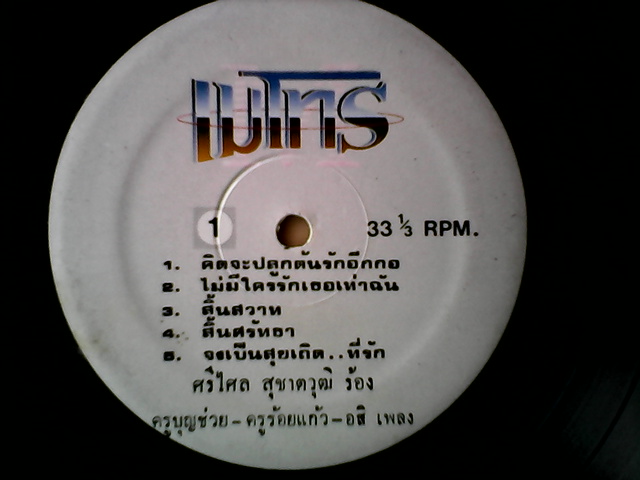 เมโทร
1 33 ⅓ RPM.
1. คิดจะปลูกต้นรักอีกกอ
2. ไม่มีใครรักเธอเท่าฉัน
3. สิ้นสวาท
4. สิ้นศรัทธา
5. จงเป็นสุขเถิด..ที่รัก
ศรีไศล สุชาตวุฒิ ร้อง
ครูบุญช่วย-ครูร้อยแก้ว-อสิ เพลง